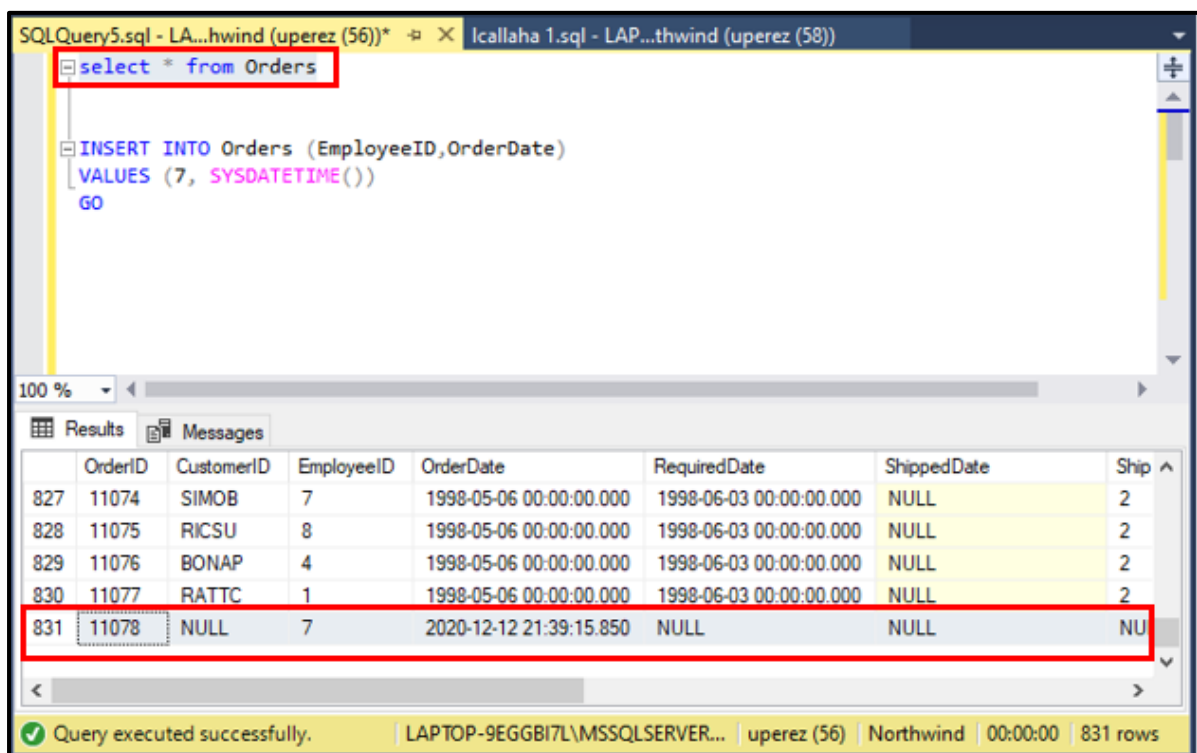 SQLQuery5.sql - LA...hwind (uperez (56))* lcallaha 1.sql - LAP...thwind (uperez (58))
select * from Orders
INSERT INTO Orders (EmployeeID,OrderDate)
VALUES (7, SYSDATETIME())
GO
100 %
Results Messages
OrderID CustomerID EmployeeID OrderDate RequiredDate ShippedDate Ship
827 11074 SIMOB 7 1998-05-06 00:00:00.000 1998-06-03 00:00:00.000 NULL 2
828 11075 RICSU 8 1998-05-06 00:00:00.000 1998-06-03 00:00:00.000 NULL 2
829 11076 BONAP 4 1998-05-06 00:00:00.000 1998-06-03 00:00:00.000 NULL 2
830 11077 RATTC 1 1998-05-06 00:00:00.000 1998-06-03 00:00:00.000 NULL 2
831 11078 NULL 7 2020-12-12 21:39:15.850 NULL NULL NU
Query executed successfully. LAPTOP-9EGGBI7L\MSSQLSERVER... uperez (56) Northwind 00:00:00 831 rows